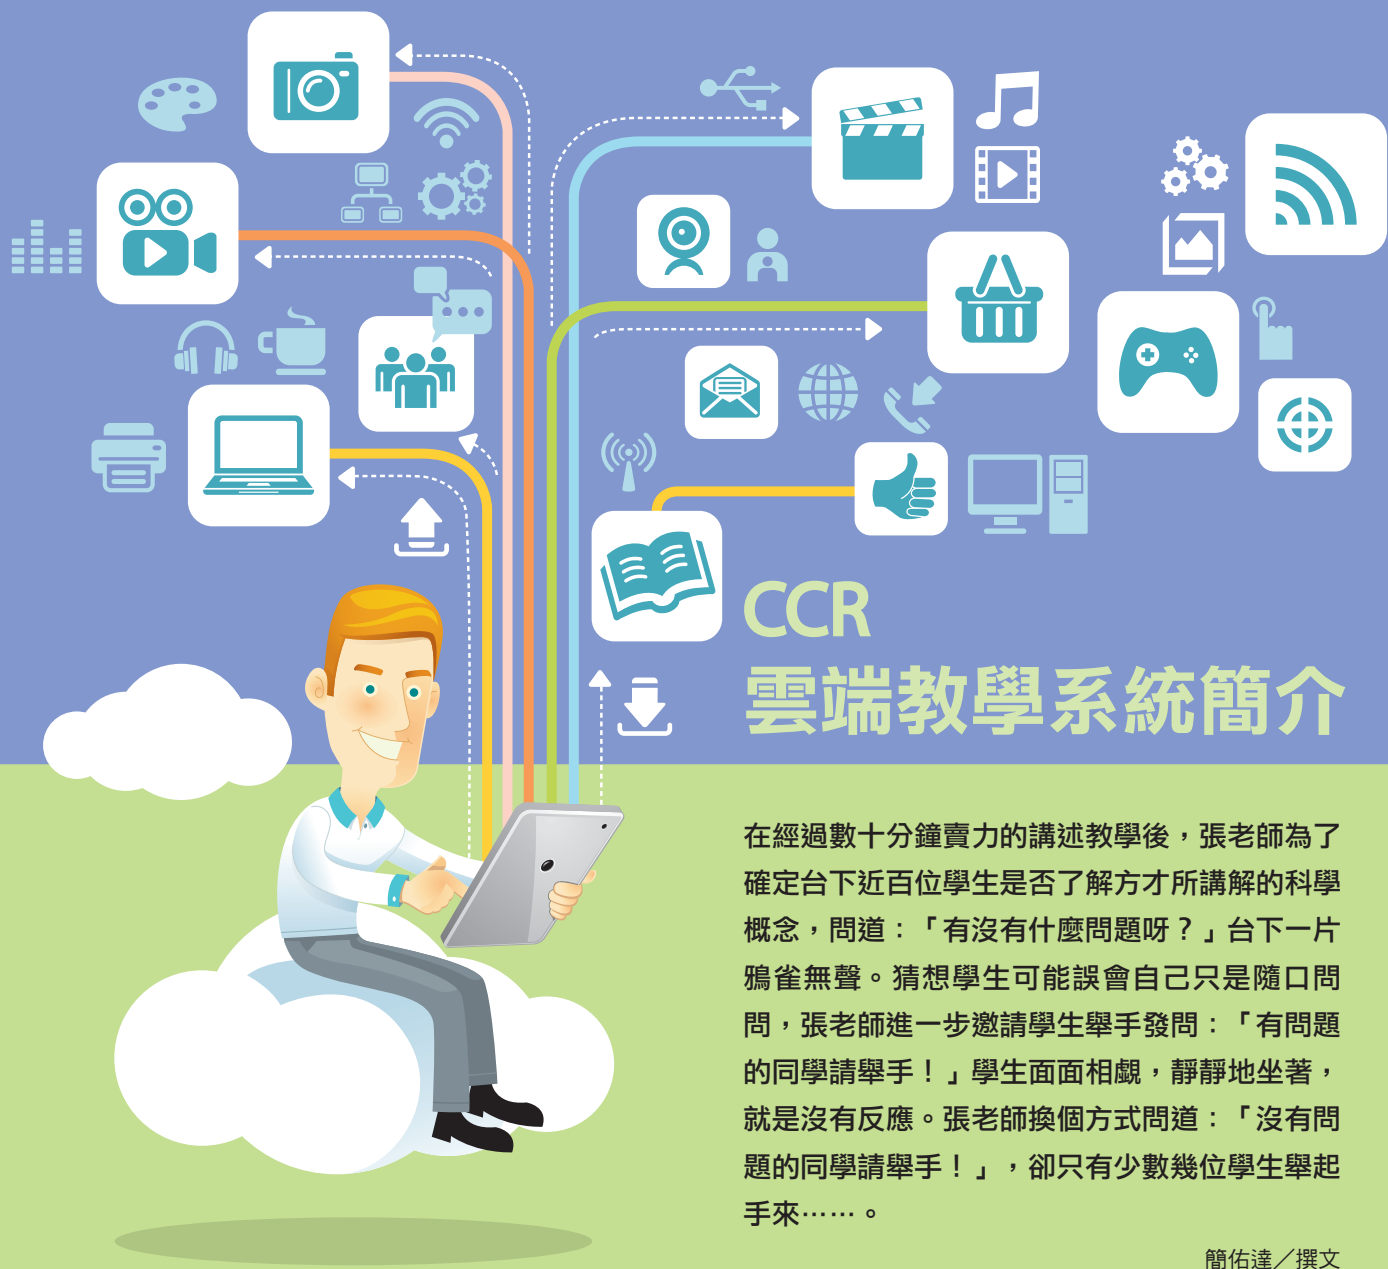 CCR
雲端教學系統簡介
在經過數十分鐘賣力的講述教學後，張老師為了
確定台下近百位學生是否了解方才所講解的科學
概念，問道：「有沒有什麼問題呀？」台下一片
鴉雀無聲。猜想學生可能誤會自己只是隨口問
問，張老師進一步邀請學生舉手發問：「有問題
的同學請舉手！」學生面面相覷，靜靜地坐著，
就是沒有反應。張老師換個方式問道：「沒有問
題的同學請舉手！」，卻只有少數幾位學生舉起
手來……。
簡佑達／撰文